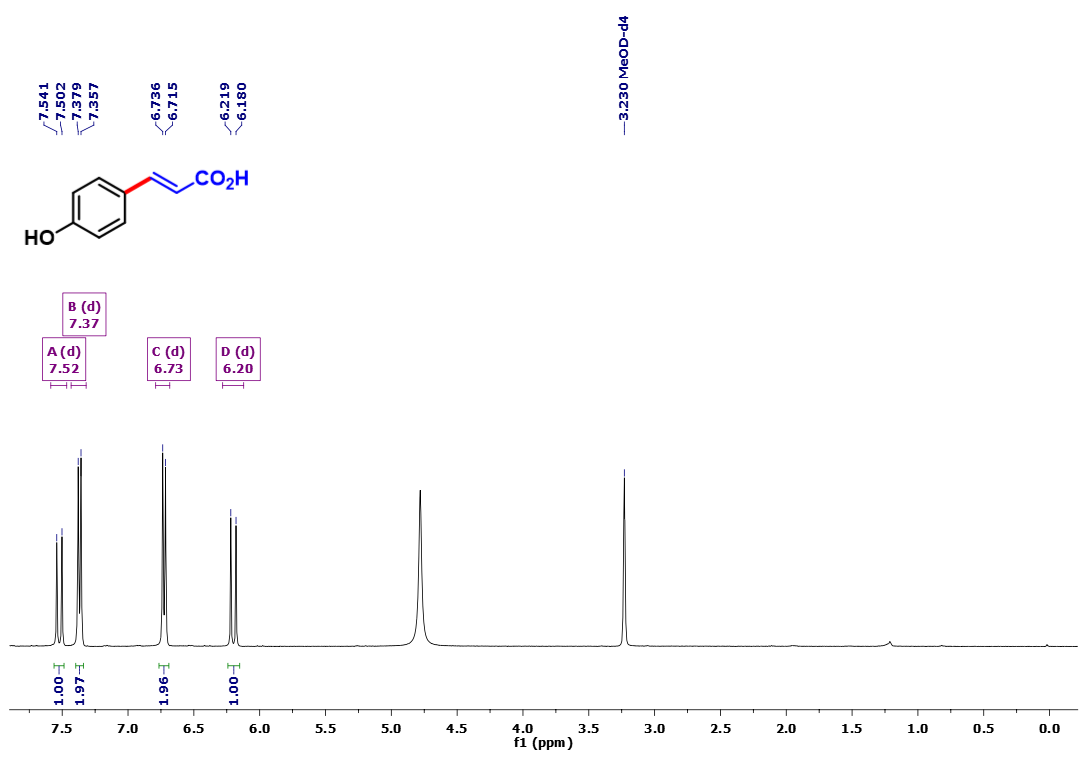 7.541
7.502
7.379
7.357
6.736
6.715
6.219
6.180
3.230 MeOD-d4
CO2H
HO
B (d)
7.37
A (d)
7.52
C (d)
6.73
D (d)
6.20
1.00
1.97
1.96
1.00
7.5 7.0 6.5 6.0 5.5 5.0 4.5 4.0 3.5 3.0 2.5 2.0 1.5 1.0 0.5 0.0
f1 (ppm)